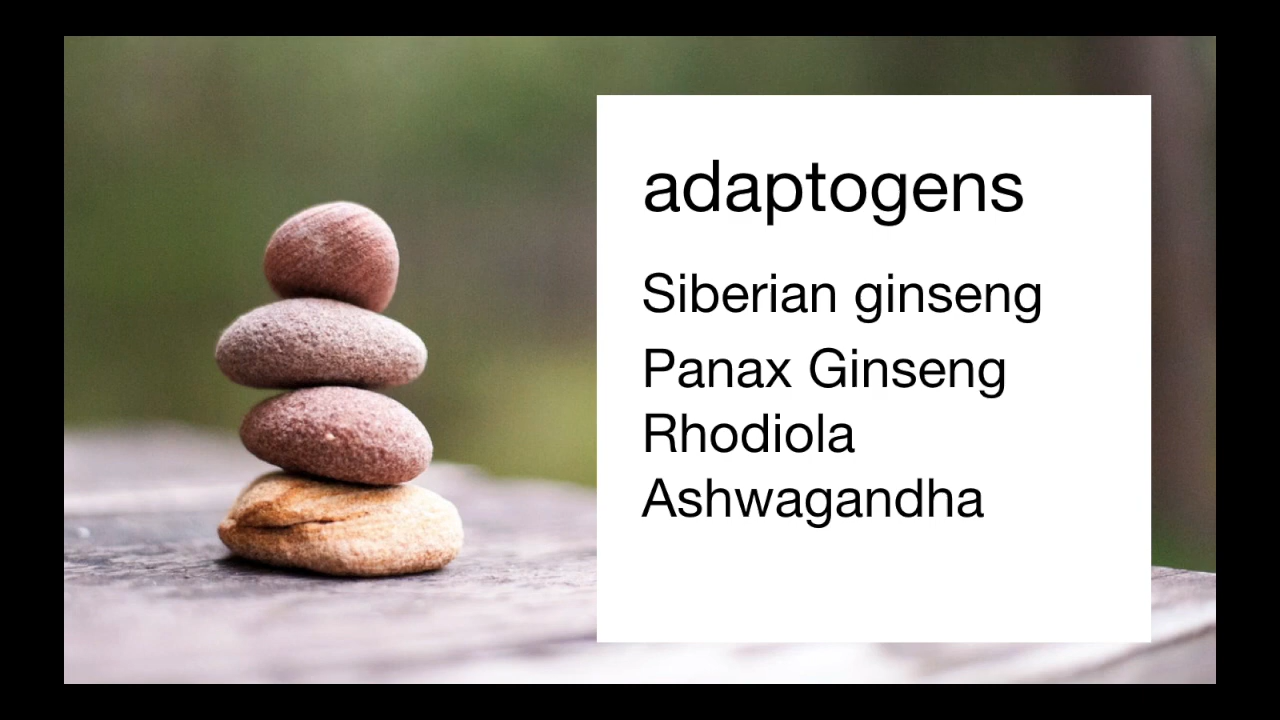 adaptogens
Siberian ginseng
Panax Ginseng
Rhodiola
Ashwagandha